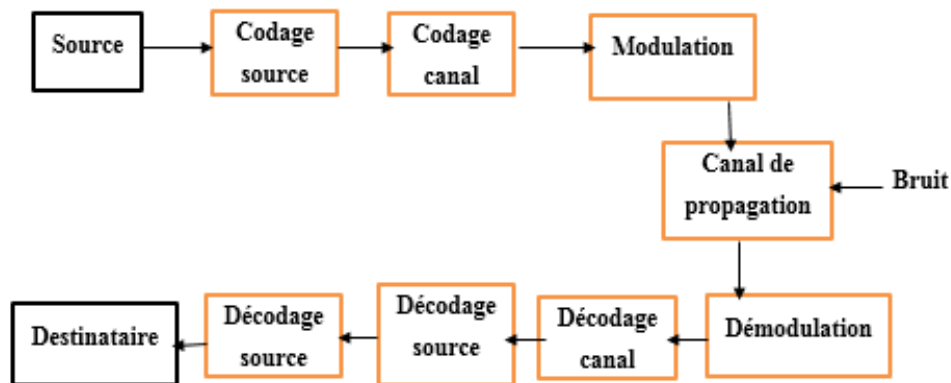 Source
Codage
source
Codage
canal
Modulation
Canal de
propagation
Bruit
Destinataire
Décodage
source
Décodage
source
Décodage
canal
Démodulation